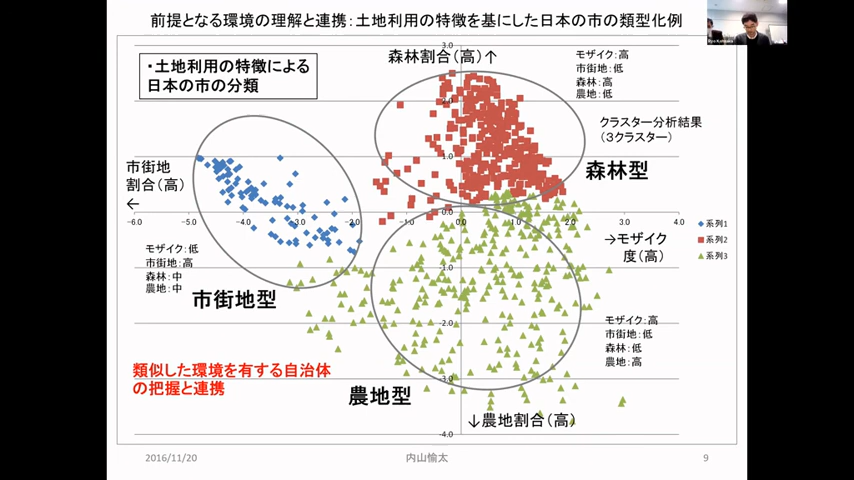 前提となる環境の理解と連携：土地利用の特徴を基にした日本の市の類型化例
・土地利用の特徴による
日本の市の分類
森林割合（高）↑
モザイク：高
市街地：低
森林：高
農地：低
クラスター分析結果
（3クラスター）
森林型
市街地
割合（高）
←
3.0
2.0
1.0
0.0
-1.0
-2.0
-3.0
-4.0
-6.0 -5.0 -4.0 -3.0 -2.0 -1.0 0.0 1.0 2.0 3.0 4.0
系列1
系列2
系列3
→モザイク
度（高）
モザイク：低
市街地：高
森林：中
農地：中
市街地型
モザイク：高
市街地：低
森林：低
農地：高
類似した環境を有する自治体
の把握と連携
農地型
↓農地割合（高）
2016/11/20
内山愉太
9